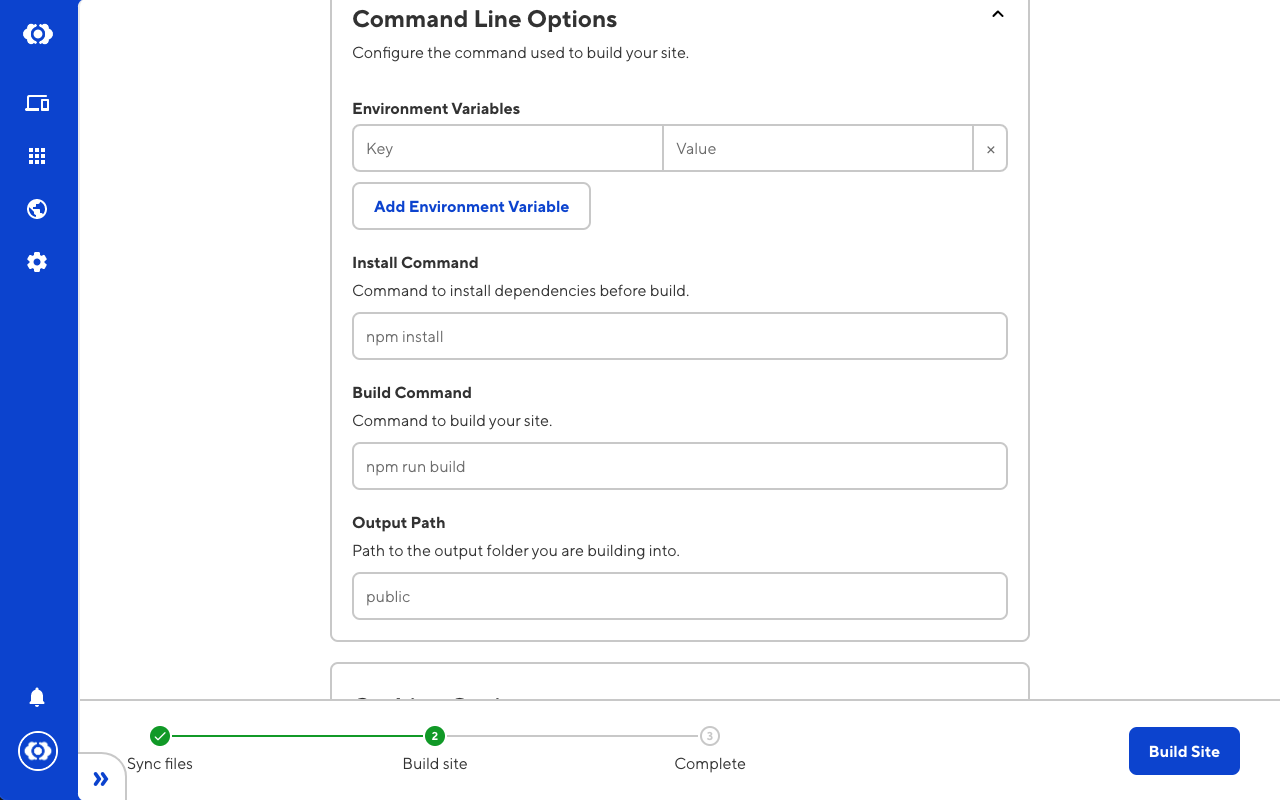 Command Line Options
Configure the command used to build your site.
Environment Variables
Key
Value
×
Add Environment Variable
Install Command
Command to install dependencies before build.
npm install
Build Command
Command to build your site.
npm run build
Output Path
Path to the output folder you are building into.
public
2
3
Sync files
Build site
Complete
Build Site